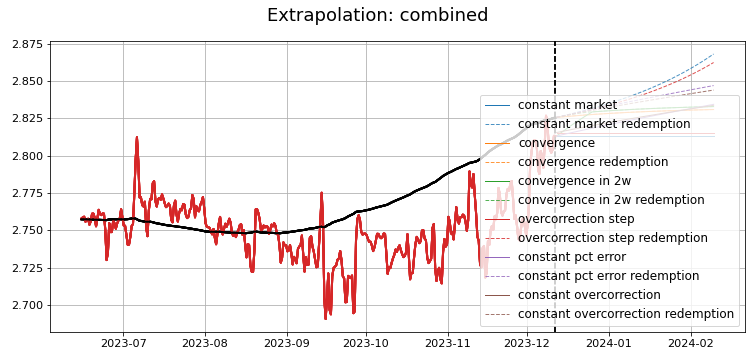 Extrapolation: combined
2.875
2.850
2.825
2.800
2.775
2.750
2.725
2.700
constant market
constant market redemption
convergence
convergence redemption
convergence in 2w
convergence in 2w redemption
overcorrection step
overcorrection step redemption
constant pct error
constant pct error redemption
constant overcorrection
constant overcorrection redemption
2023-07
2023-08
2023-09
2023-10
2023-11
2023-12
2024-01
2024-02